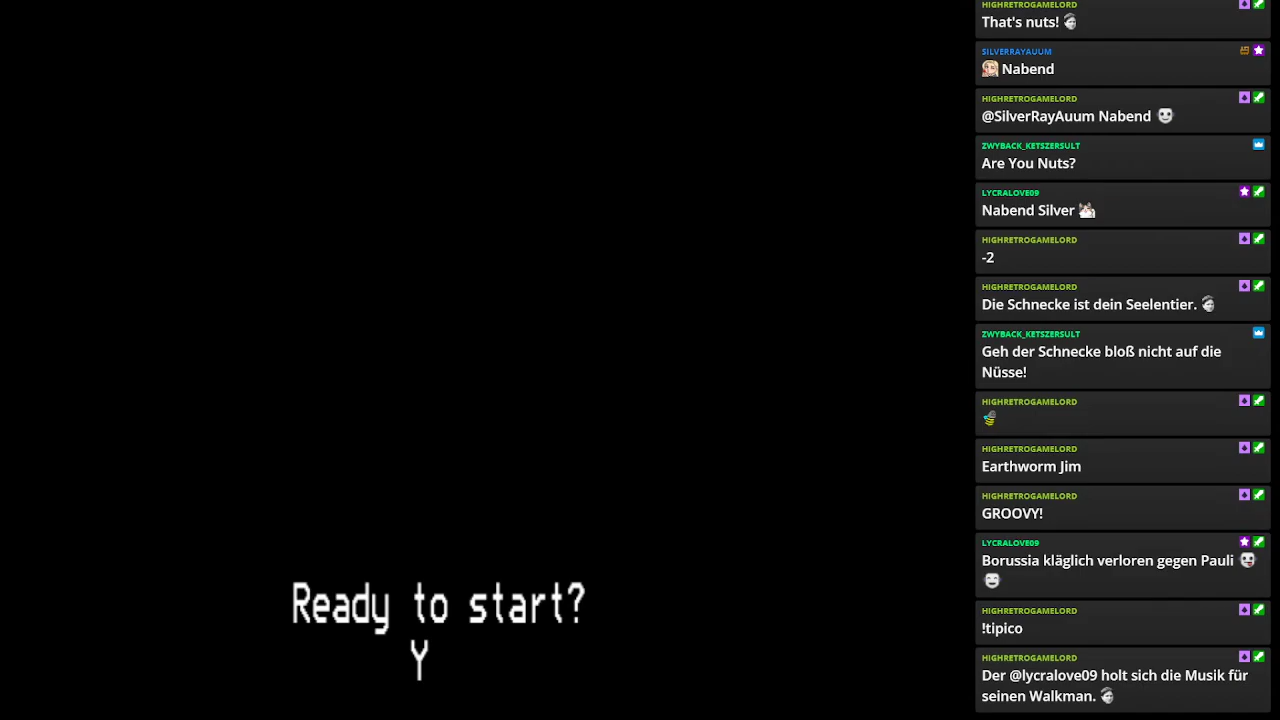 Ready to start?
Y
HIGHRETROGAMELORD
That's nuts!
SILVERRAYAUUM
Nabend
HIGHRETROGAMELORD
@SilverRayAuum Nabend
ZWYBACK_KETSZERSULT
Are You Nuts?
LYCRALOVE09
Nabend Silver
HIGHRETROGAMELORD
-2
HIGHRETROGAMELORD
Die Schnecke ist dein Seelentier.
ZWYBACK_KETSZERSULT
Geh der Schnecke bloß nicht auf die
Nüsse!
HIGHRETROGAMELORD
HIGHRETROGAMELORD
Earthworm Jim
HIGHRETROGAMELORD
GROOVY!
LYCRALOVE09
Borussia kläglich verloren gegen Pauli
HIGHRETROGAMELORD
!tipico
HIGHRETROGAMELORD
Der @lycralove09 holt sich die Musik für
seinen Walkman.